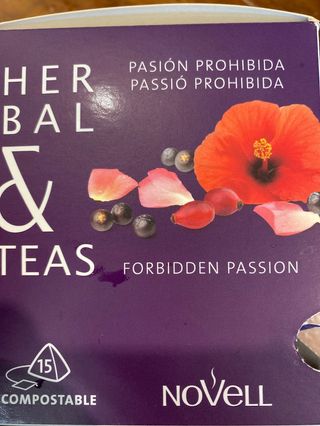 HER
BAL
&
TEAS
PASIÓN PROHIBIDA
PASSIÓ PROHIBIDA
FORBIDDEN PASSION
15
COMPOSTABLE
NOVELL